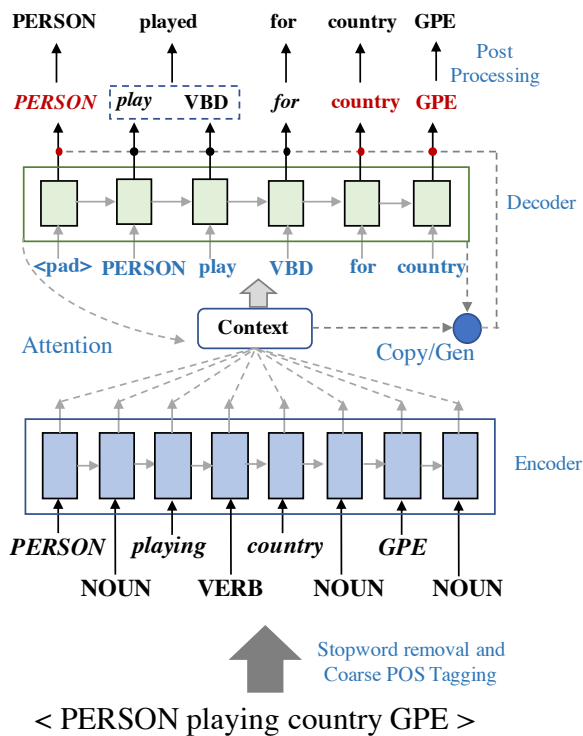 PERSON played for country GPE
Post
Processing
PERSON play VBD for country GPE
Decoder
<pad> PERSON play VBD for country
Context
Attention
Copy/Gen
Encoder
PERSON playing country GPE
NOUN VERB NOUN NOUN
Stopword removal and
Coarse POS Tagging
< PERSON playing country GPE >